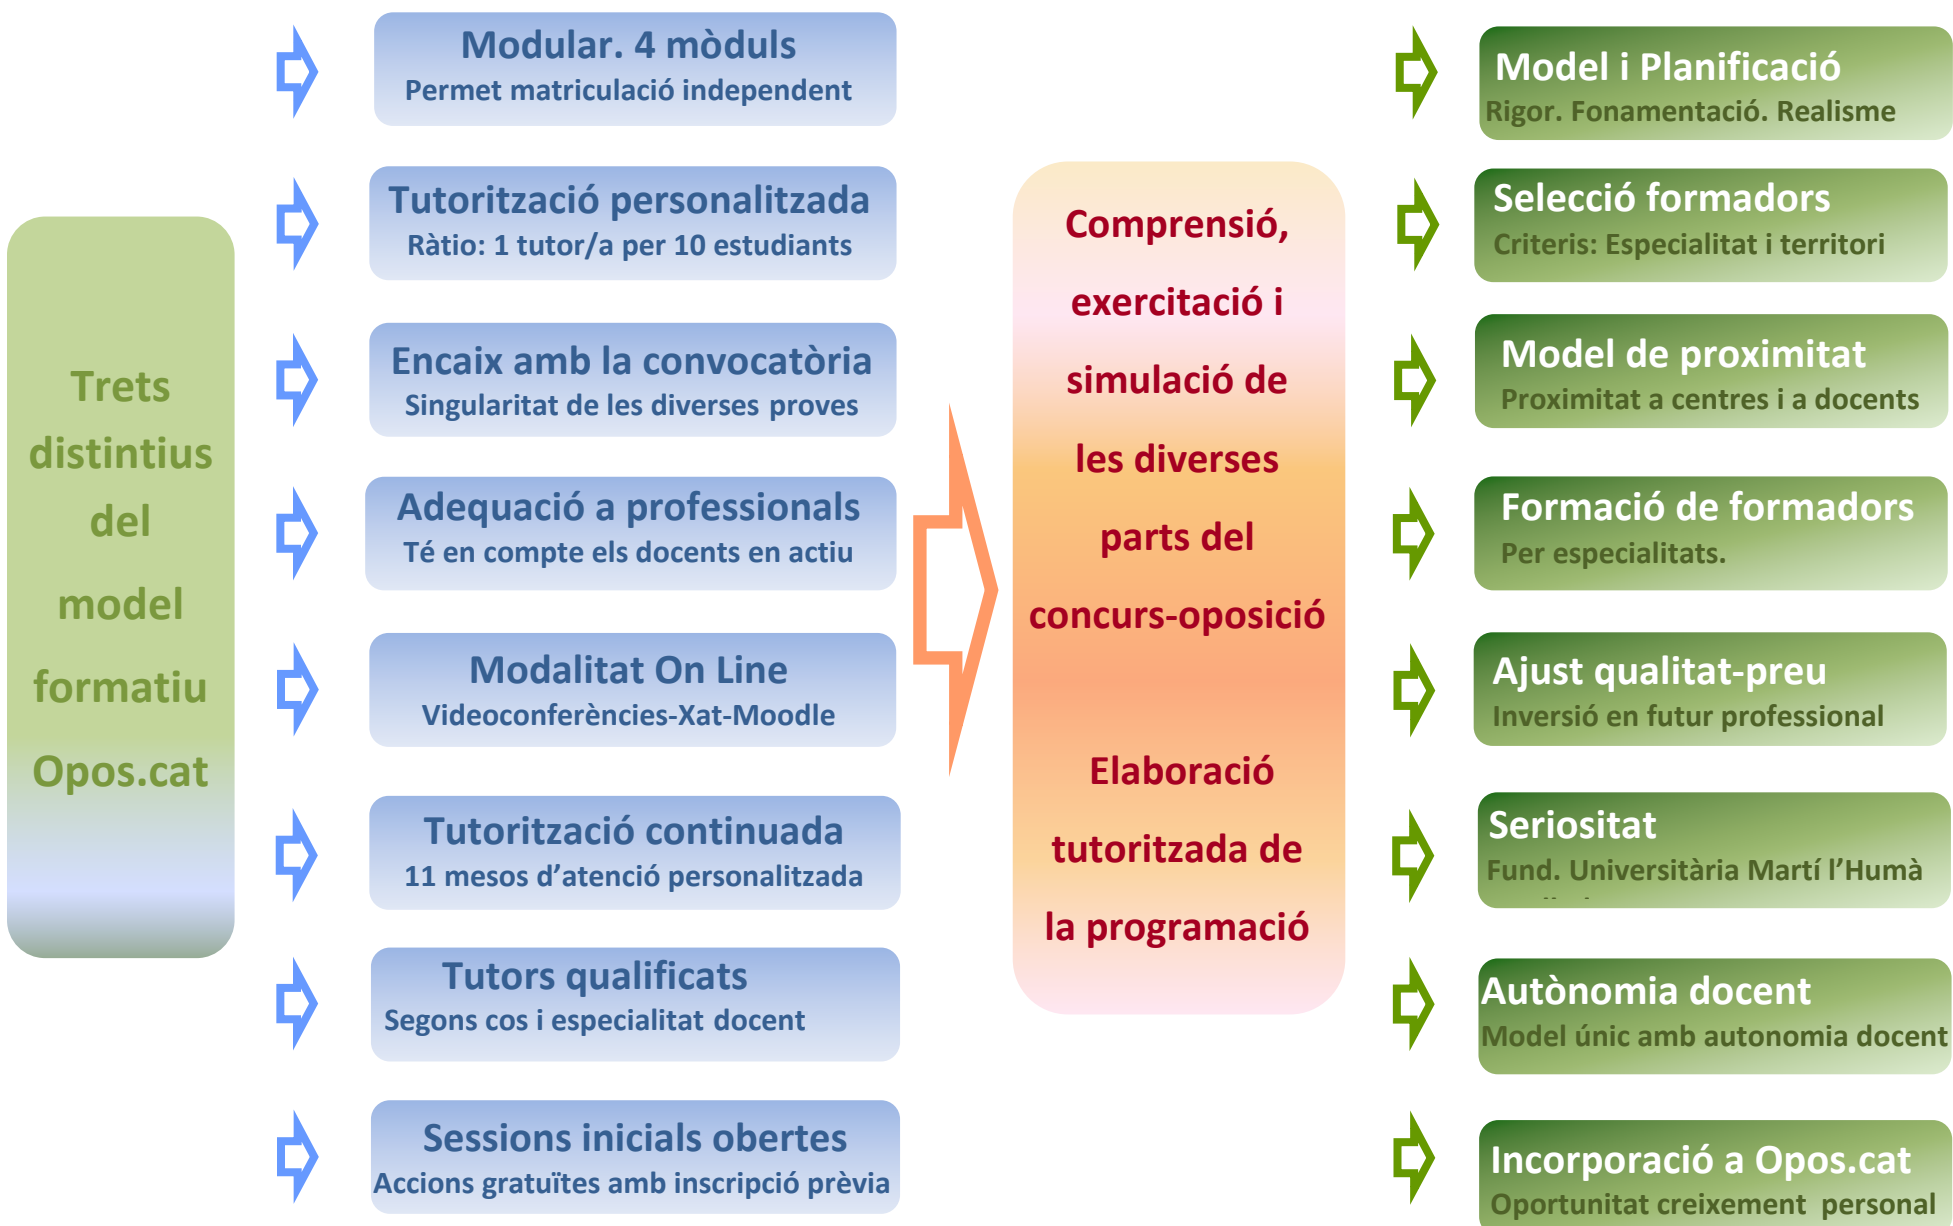 Trets
distintius
del
model
formatiu
Opos.cat
Modular. 4 mòduls
Permet matriculació independent
Tutorització personalitzada
Ràtio: 1 tutor/a per 10 estudiants
Encaix amb la convocatòria
Singularitat de les diverses proves
Adequació a professionals
Té en compte els docents en actiu
Modalitat On Line
Videoconferències-Xat-Moodle
Tutorització continuada
11 mesos d’atenció personalitzada
Tutors qualificats
Segons cos i especialitat docent
Sessions inicials obertes
Accions gratuïtes amb inscripció prèvia
Comprensió,
exercitació i
simulació de
les diverses
parts del
concurs-oposició
Elaboració
tutoritzada de
la programació
Model i Planificació
Rigor. Fonamentació. Realisme
Selecció formadors
Criteris: Especialitat i territori
Model de proximitat
Proximitat a centres i a docents
Formació de formadors
Per especialitats.
Ajust qualitat-preu
Inversió en futur professional
Seriositat
Fund. Universitària Martí l’Humà
Autònomia docent
Model únic amb autonomia docent
Incorporació a Opos.cat
Oportunitat creixement personal